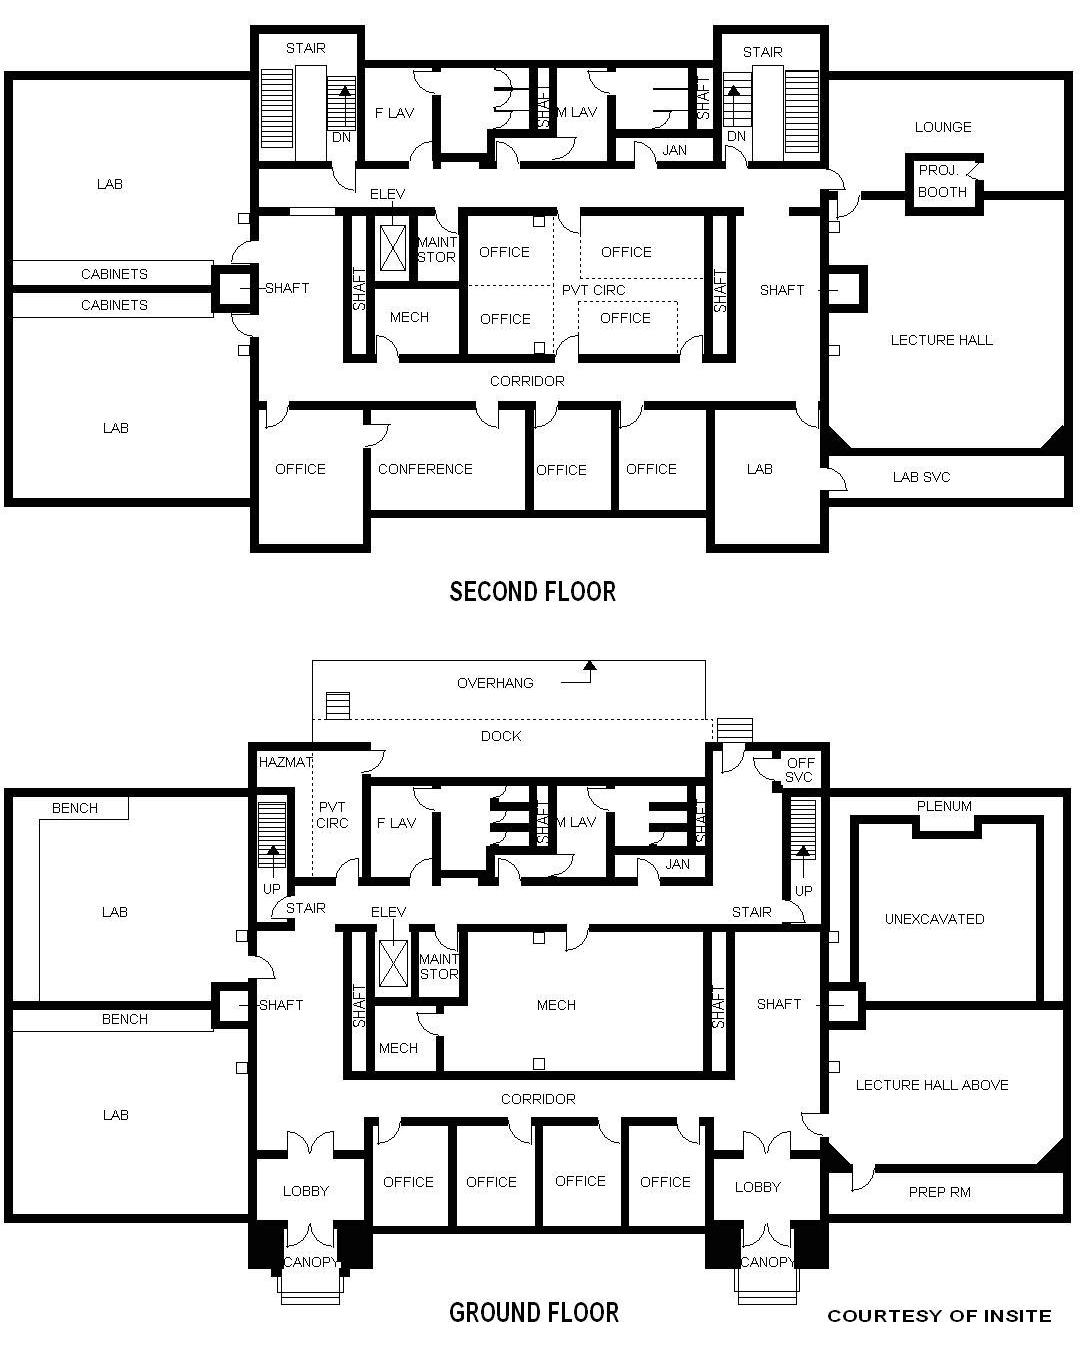 STAIR
STAIR
F LAV
SHAFT
M LAV
SHAFT
LOUNGE
DN
DN
JAN
PROJ.
BOOTH
LAB
ELEV
MAINT
STOR
OFFICE
OFFICE
CABINETS
CABINETS
SHAFT
SHAFT
PVT CIRC
SHAFT
SHAFT
MECH
OFFICE
OFFICE
LECTURE HALL
CORRIDOR
LAB
OFFICE
CONFERENCE
OFFICE
OFFICE
LAB
LAB SVC
SECOND FLOOR
OVERHANG
DOCK
HAZMAT
OFF
SVC
BENCH
PVT
CIRC
F LAV
SHAFT
M LAV
SHAFT
PLENUM
JAN
UP
UP
LAB
STAIR
ELEV
STAIR
UNEXCAVATED
MAINT
STOR
SHAFT
SHAFT
MECH
SHAFT
SHAFT
BENCH
MECH
LECTURE HALL ABOVE
CORRIDOR
LAB
LOBBY
OFFICE
OFFICE
OFFICE
OFFICE
LOBBY
PREP RM
CANOPY
CANOPY
GROUND FLOOR
COURTESY OF INSITE